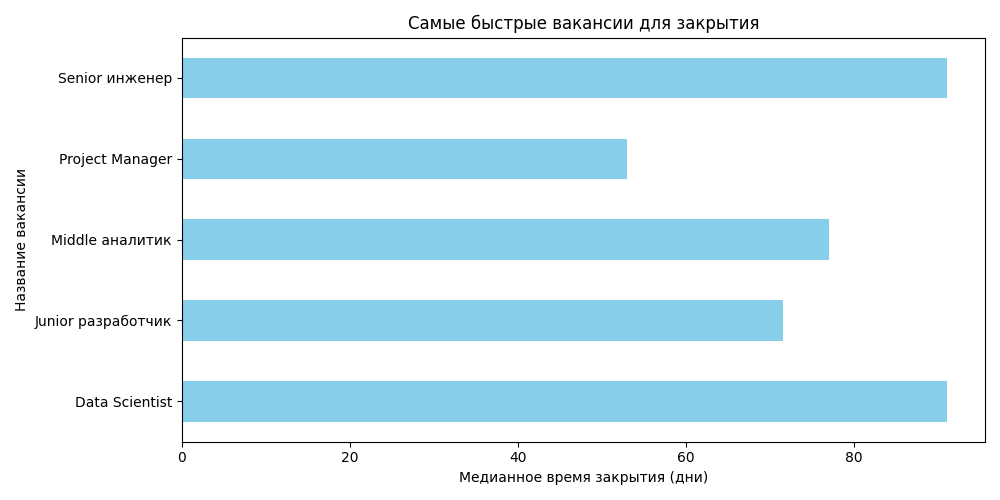 Самые быстрые вакансии для закрытия
Название вакансии
Senior инженер
Project Manager
Middle аналитик
Junior разработчик
Data Scientist
0 20 40 60 80
Медианное время закрытия (дни)